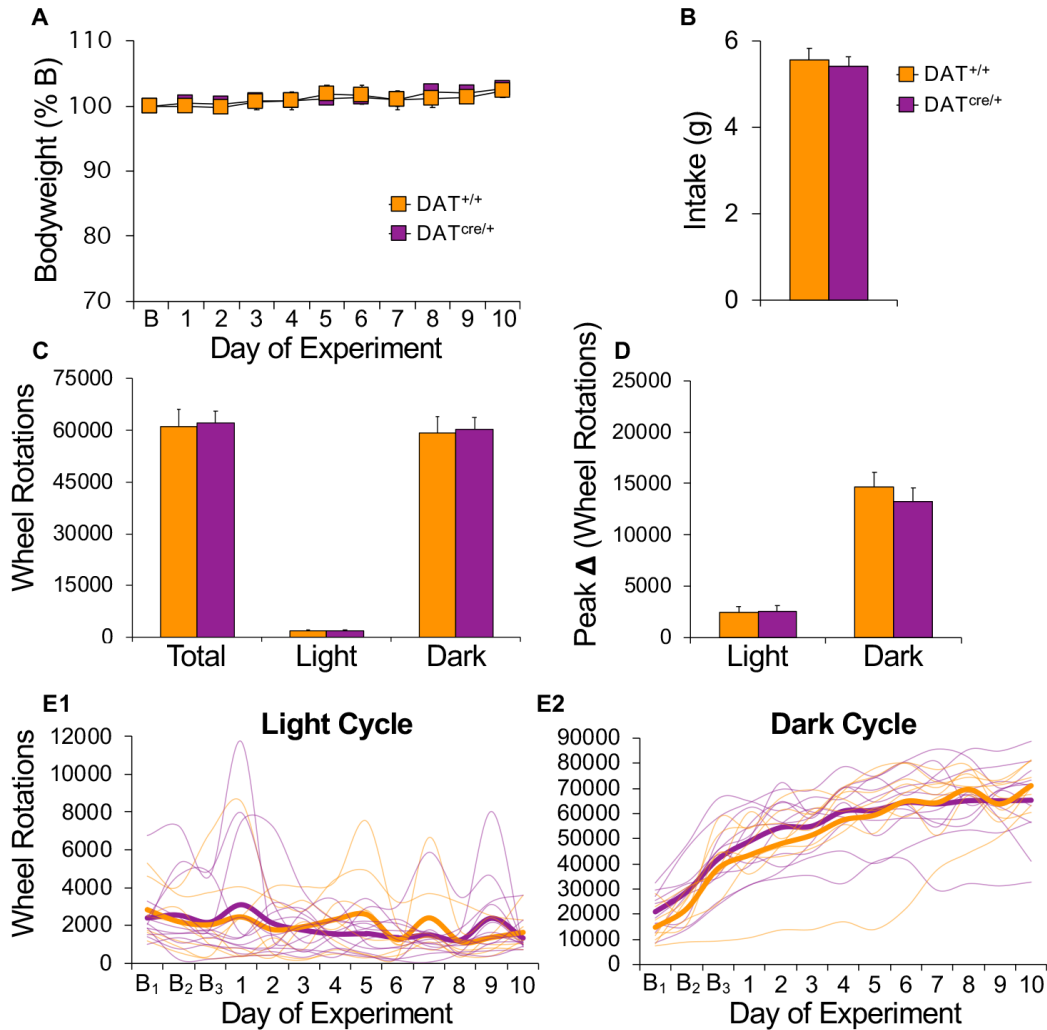 A
110
100
90
80
70
Bodyweight (% B)
DAT+/+
DATcre/+
B 1 2 3 4 5 6 7 8 9 10
Day of Experiment
B
6
4
2
0
Intake (g)
DAT+/+
DATcre/+
C
75000
60000
45000
30000
15000
0
Wheel Rotations
Total Light Dark
D
25000
20000
15000
10000
5000
0
Peak Δ (Wheel Rotations)
Light Dark
E1
Light Cycle
12000
10000
8000
6000
4000
2000
0
Wheel Rotations
B1 B2 B3 1 2 3 4 5 6 7 8 9 10
Day of Experiment
E2
Dark Cycle
90000
80000
70000
60000
50000
40000
30000
20000
10000
0
B1 B2 B3 1 2 3 4 5 6 7 8 9 10
Day of Experiment